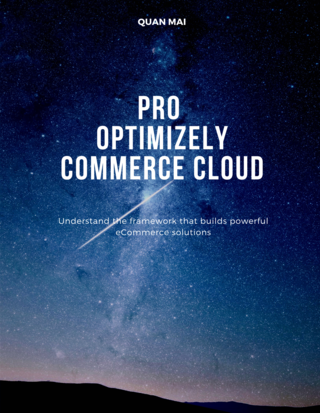 QUAN MAI
PRO
OPTIMIZELY
COMMERCE CLOUD
Understand the framework that builds powerful
eCommerce solutions